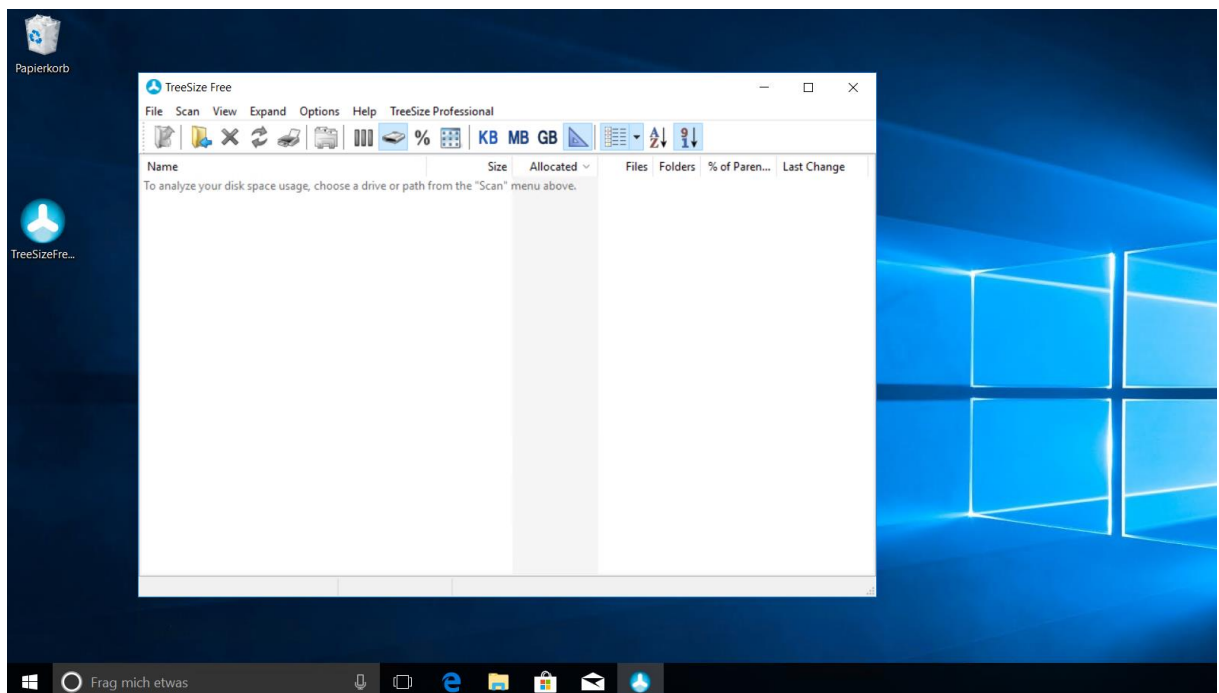 Papierkorb
TreeSizeFre...
TreeSize Free
File Scan View Expand Options Help TreeSize Professional
% KB MB GB
Name Size Allocated Files Folders % of Paren... Last Change
To analyze your disk space usage, choose a drive or path from the "Scan" menu above.
Frag mich etwas